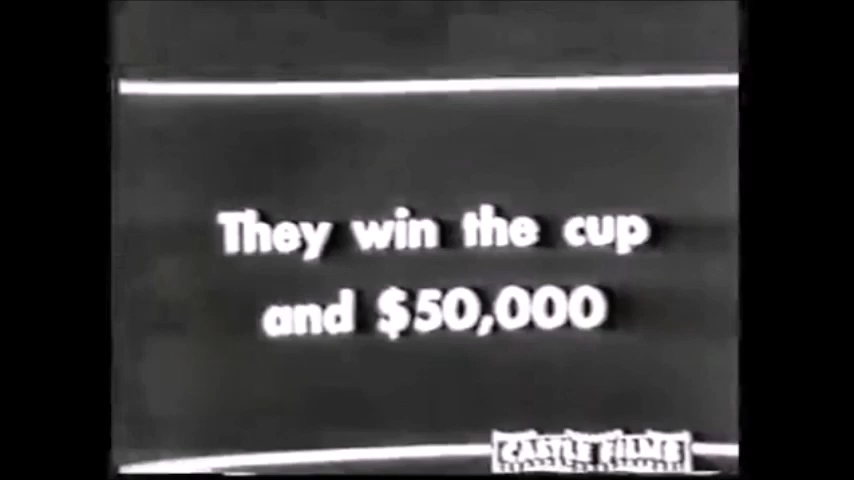 They win the cup
and $50,000
CASTLE FILMS